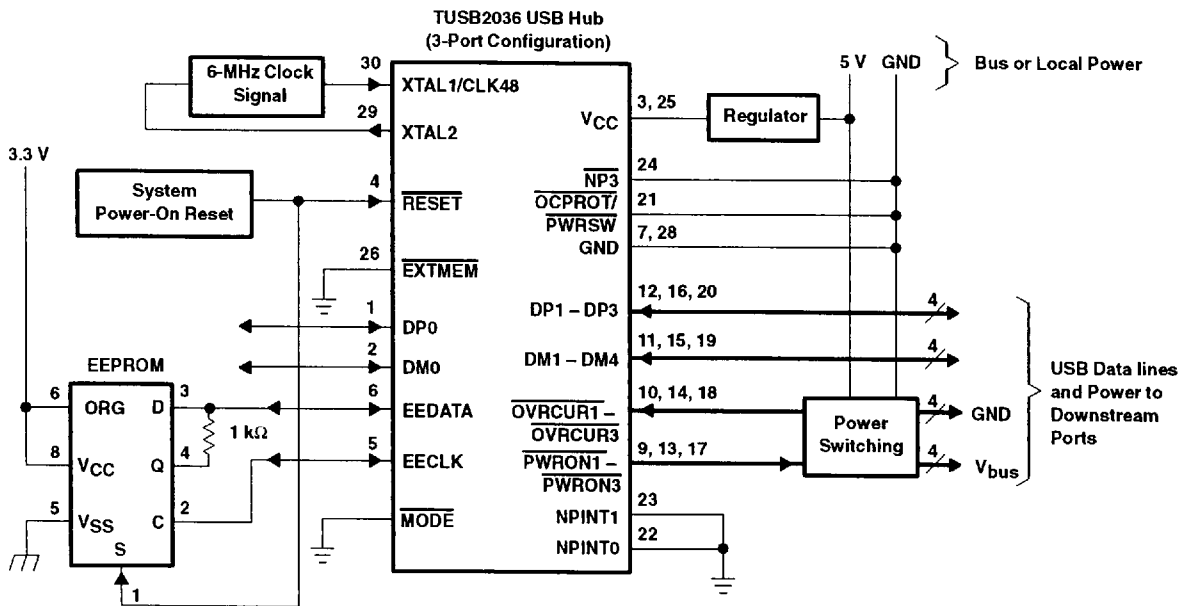 TUSB2036 USB Hub
(3-Port Configuration)
6-MHz Clock
Signal
30
XTAL1/CLK48
29
XTAL2
3.3 V
System
Power-On Reset
4
RESET
26
EXTMEM
1
DP0
2
DM0
EEPROM
6
ORG
D
3
6
EEDATA
1 kΩ
8
VCC
Q
4
5
EECLK
5
VSS
C
2
S
1
MODE
5 V
GND
Bus or Local Power
VCC
3, 25
Regulator
NP3
24
OCPROT/
PWRSW
21
GND
7, 28
DP1 – DP3
12, 16, 20
4
DM1 – DM4
11, 15, 19
4
OVRCUR1 –
OVRCUR3
10, 14, 18
PWRON1 –
PWRON3
9, 13, 17
Power
Switching
4
GND
4
Vbus
USB Data lines
and Power to
Downstream
Ports
NPINT1
23
NPINT0
22